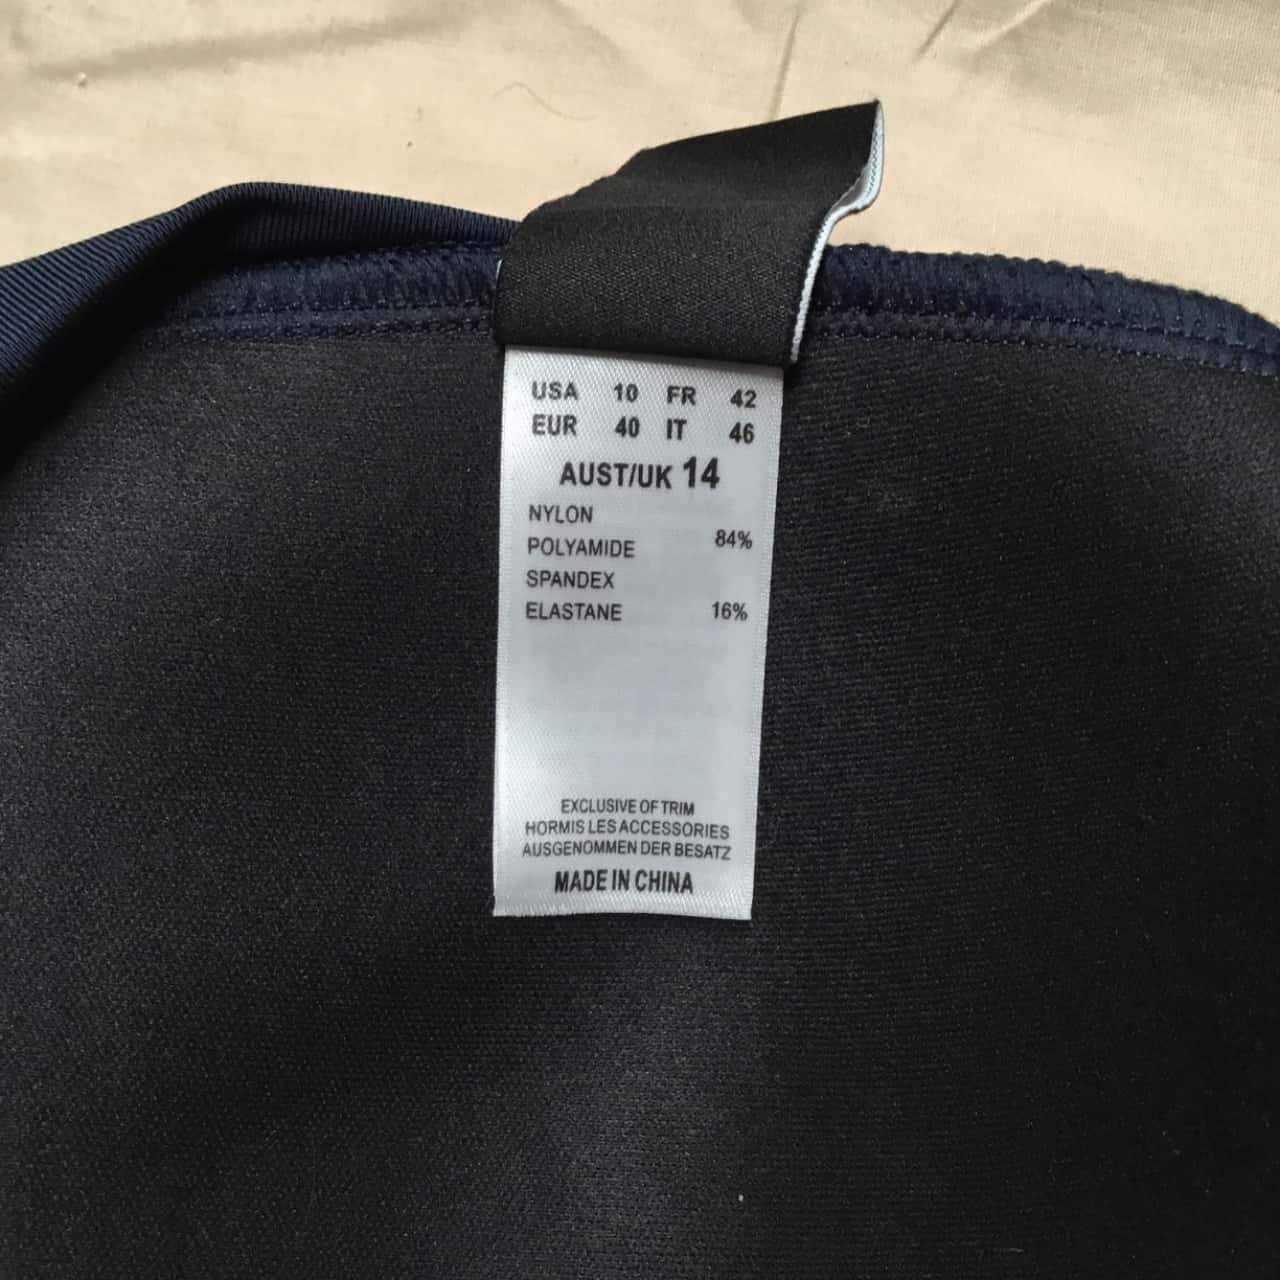 USA 10 FR 42
EUR 40 IT 46
AUST/UK 14
NYLON
POLYAMIDE 84%
SPANDEX
ELASTANE 16%
EXCLUSIVE OF TRIM
HORMIS LES ACCESSORIES
AUSGENOMMEN DER BESATZ
MADE IN CHINA